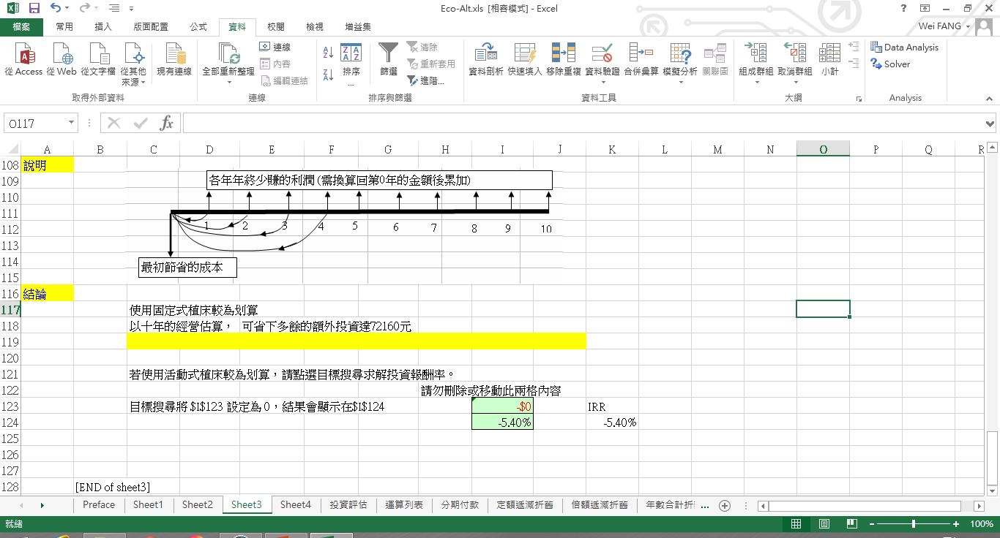 Eco-Alt.xls [相容模式] - Excel
?
檔案 常用 插入 版面配置 公式 資料 校閱 檢視 增益集
Wei FANG
從 Access 從 Web 從文字檔 從其他來源 現有連線
取得外部資料
全部重新整理 連線 內容 編輯連結
連線
排序... 篩選 清除 重新套用 進階...
排序與篩選
資料剖析 快速填入 移除重複 資料驗證 合併彙算 模擬分析 關聯圖
資料工具
組成群組 取消群組 小計
大綱
Data Analysis
Solver
Analysis
O117 fx
A B C D E F G H I J K L M N O P Q R
108 說明
109 各年年終少賺的利潤(需換算回第0年的金額後累加)
110
111
112 1 2 3 4 5 6 7 8 9 10
113
114 最初節省的成本
115
116 結論
117 使用固定式植床較為划算
118 以十年的經營估算， 可省下多餘的額外投資達72160元
119
120
121 若使用活動式植床較為划算，請點選目標搜尋求解投資報酬率。
122 請勿刪除或移動此兩格內容
123 目標搜尋將 $I$123 設定為 0，結果會顯示在$I$124 -$0 IRR
124 -5.40% -5.40%
125
126
127
128 [END of sheet3]
Preface Sheet1 Sheet2 Sheet3 Sheet4 投資評估 運算列表 分期付款 定額遞減折舊 倍額遞減折舊 年數合計折 ...
就緒 100%